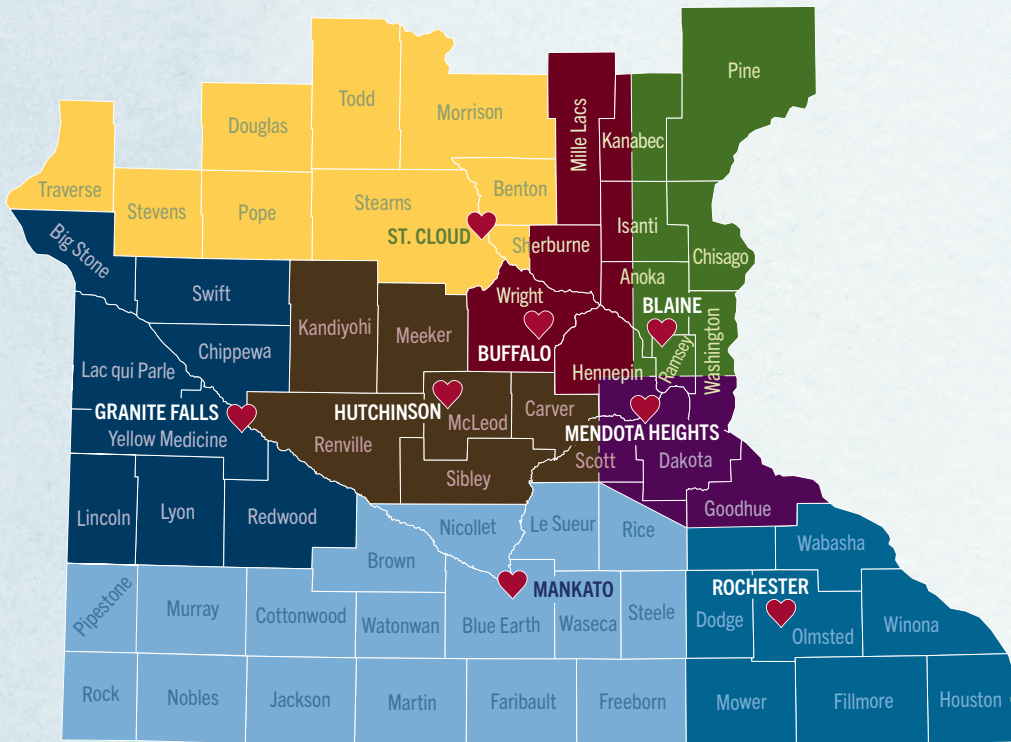 Pine
Todd
Morrison
Douglas
Mille Lacs
Kanabec
Traverse
Benton
Stevens
Pope
Stearns
Isanti
ST. CLOUD
Sherburne
Big Stone
Chisago
Anoka
Swift
Wright
BLAINE
Kandiyohi
Meeker
Washington
Chippewa
BUFFALO
Ramsey
Lac qui Parle
Hennepin
GRANITE FALLS
HUTCHINSON
Carver
McLeod
MENDOTA HEIGHTS
Yellow Medicine
Renville
Scott
Dakota
Sibley
Goodhue
Lincoln
Lyon
Redwood
Nicollet
Le Sueur
Rice
Wabasha
Brown
MANKATO
ROCHESTER
Pipestone
Murray
Cottonwood
Watonwan
Blue Earth
Waseca
Steele
Dodge
Olmsted
Winona
Rock
Nobles
Jackson
Martin
Faribault
Freeborn
Mower
Fillmore
Houston